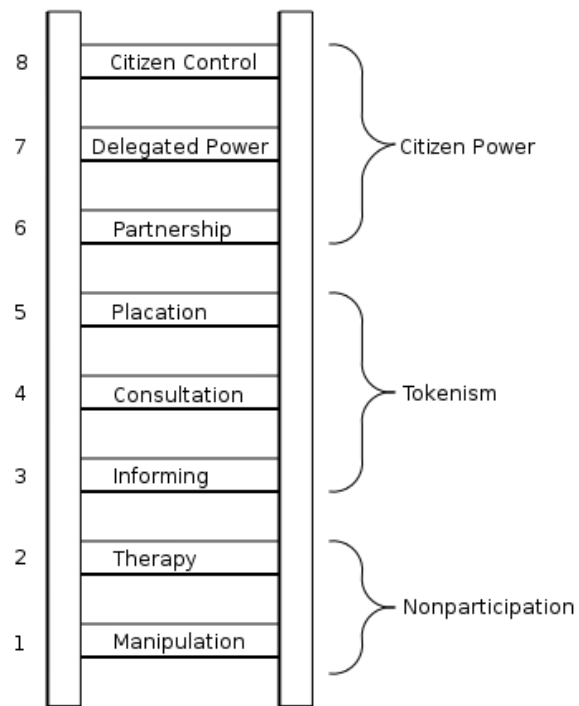 8 Citizen Control
7 Delegated Power
Citizen Power
6 Partnership
5 Placation
4 Consultation
Tokenism
3 Informing
2 Therapy
Nonparticipation
1 Manipulation